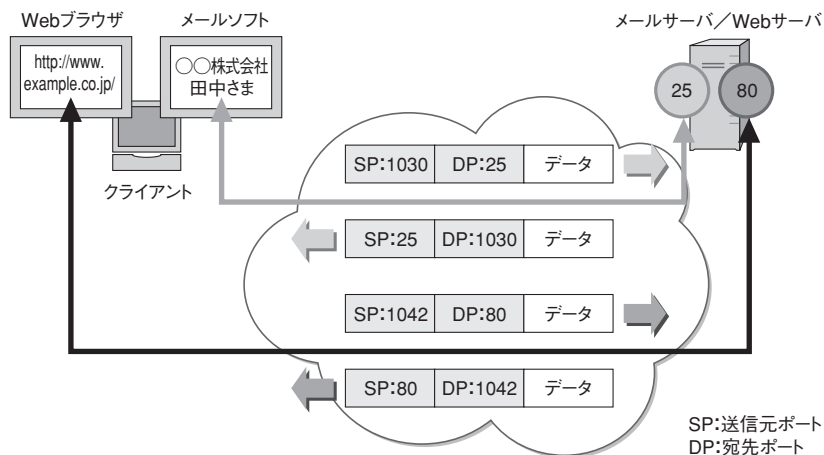 Webブラウザ
メールソフト
メールサーバ／Webサーバ
http://www.
example.co.jp/
○○株式会社
田中さま
25
80
クライアント
SP:1030 DP:25 データ
SP:25 DP:1030 データ
SP:1042 DP:80 データ
SP:80 DP:1042 データ
SP:送信元ポート
DP:宛先ポート